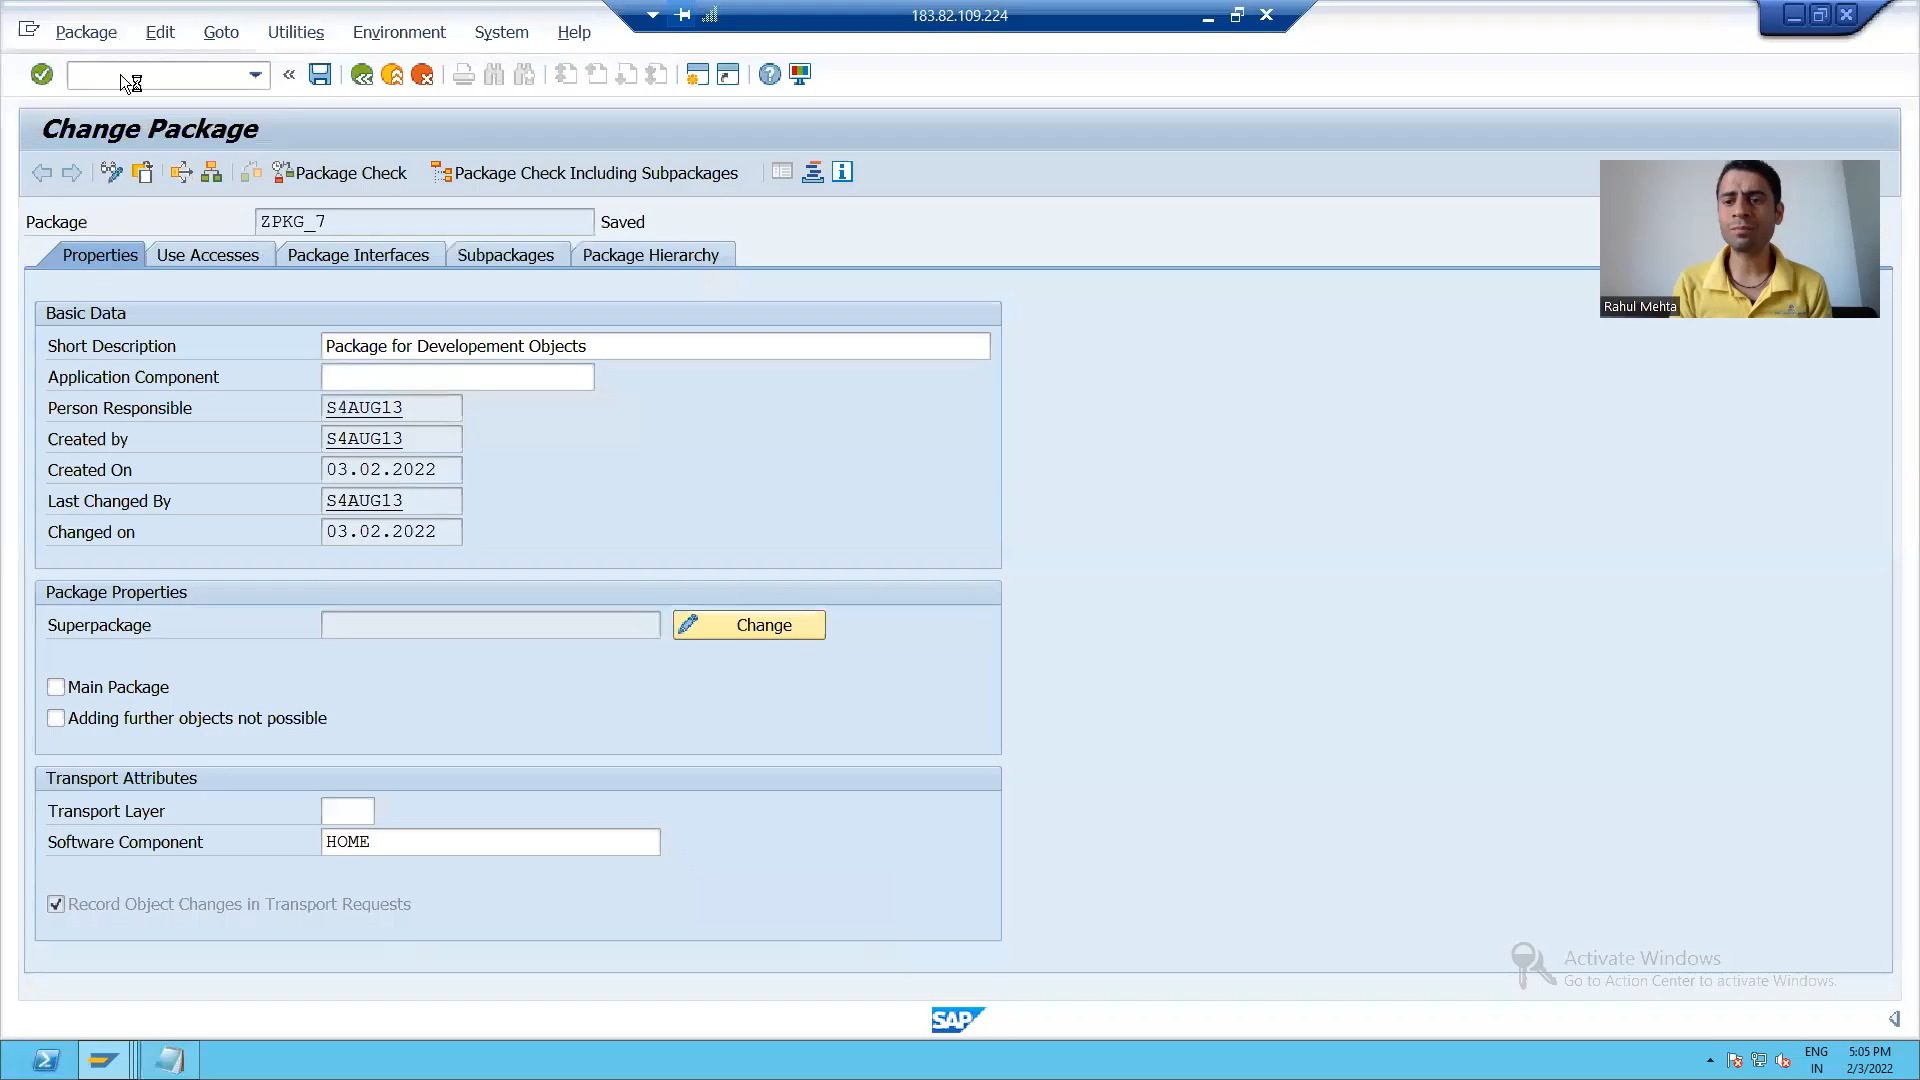 183.82.109.224
Package Edit Goto Utilities Environment System Help
Change Package
Package Check Package Check Including Subpackages
Package ZPKG_7 Saved
Properties Use Accesses Package Interfaces Subpackages Package Hierarchy
Rahul Mehta
Basic Data
Short Description Package for Developement Objects
Application Component
Person Responsible S4AUG13
Created by S4AUG13
Created On 03.02.2022
Last Changed By S4AUG13
Changed on 03.02.2022
Package Properties
Superpackage Change
Main Package
Adding further objects not possible
Transport Attributes
Transport Layer
Software Component HOME
Record Object Changes in Transport Requests
Activate Windows
Go to Action Center to activate Windows.
SAP
ENG 5:05 PM
IN 2/3/2022